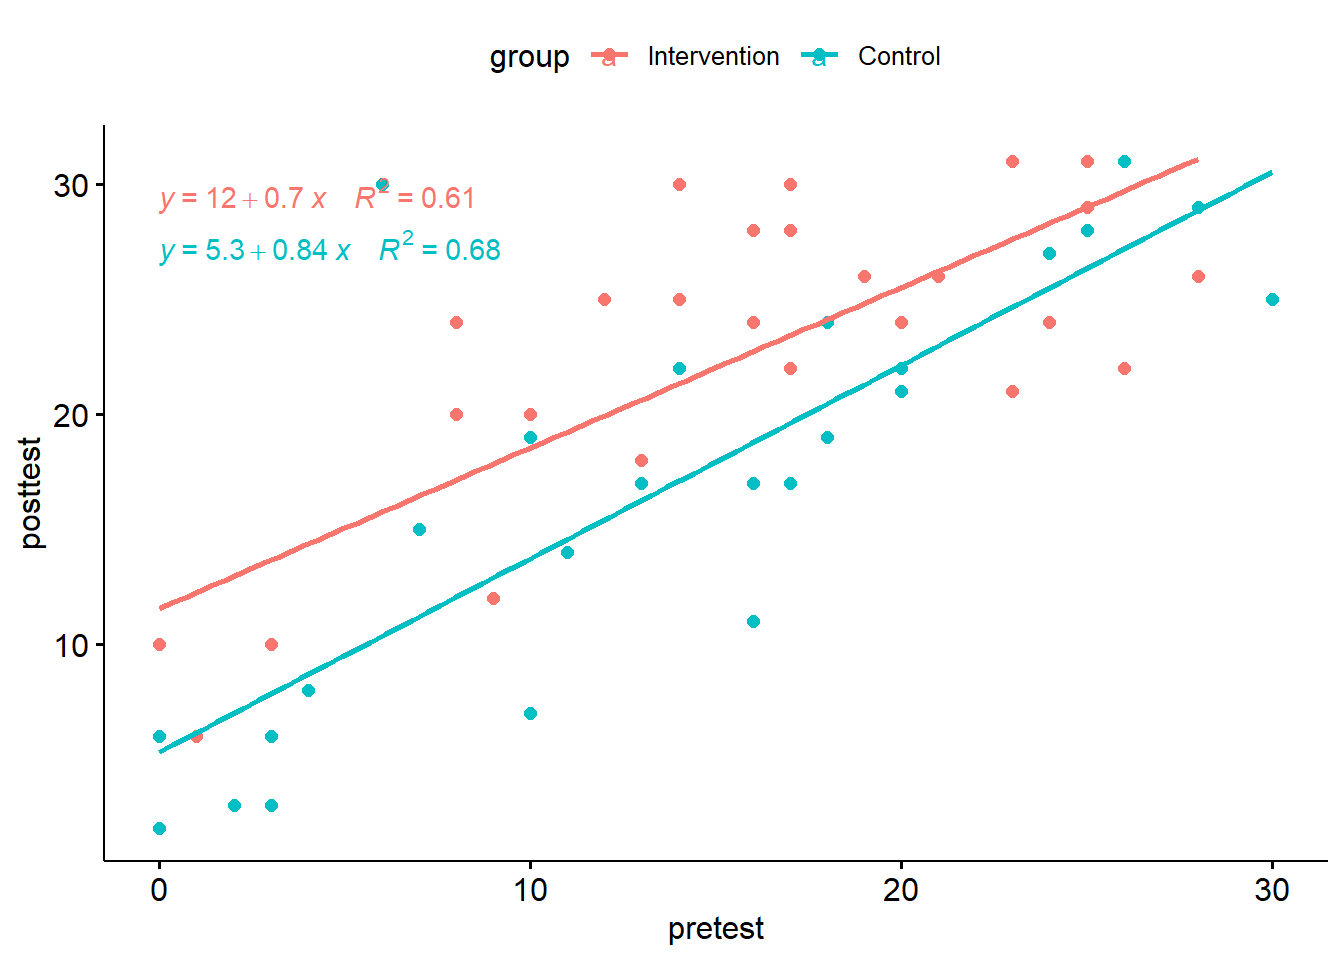 group a Intervention a Control
30
y = 12 + 0.7 x R² = 0.61
y = 5.3 + 0.84 x R² = 0.68
20
posttest
10
0 10 20 30
pretest